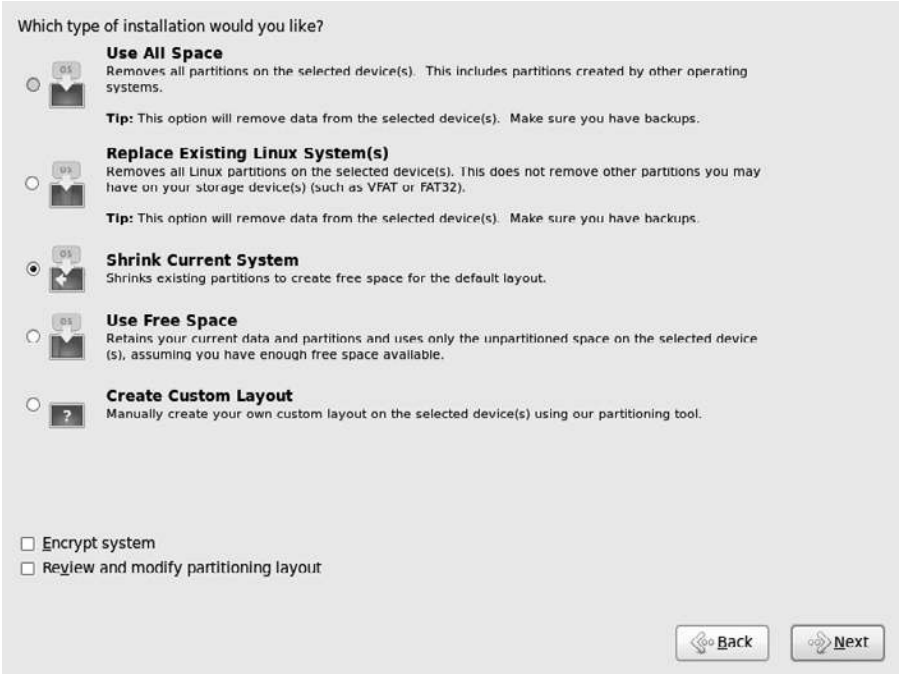 Which type of installation would you like?
OS
Use All Space
Removes all partitions on the selected device(s). This includes partitions created by other operating
systems.
Tip: This option will remove data from the selected device(s). Make sure you have backups.
OS
Replace Existing Linux System(s)
Removes all Linux partitions on the selected device(s). This does not remove other partitions you may
have on your storage device(s) (such as VFAT or FAT32).
Tip: This option will remove data from the selected device(s). Make sure you have backups.
OS
Shrink Current System
Shrinks existing partitions to create free space for the default layout.
OS
Use Free Space
Retains your current data and partitions and uses only the unpartitioned space on the selected device
(s), assuming you have enough free space available.
?
Create Custom Layout
Manually create your own custom layout on the selected device(s) using our partitioning tool.
Encrypt system
Review and modify partitioning layout
Back
Next